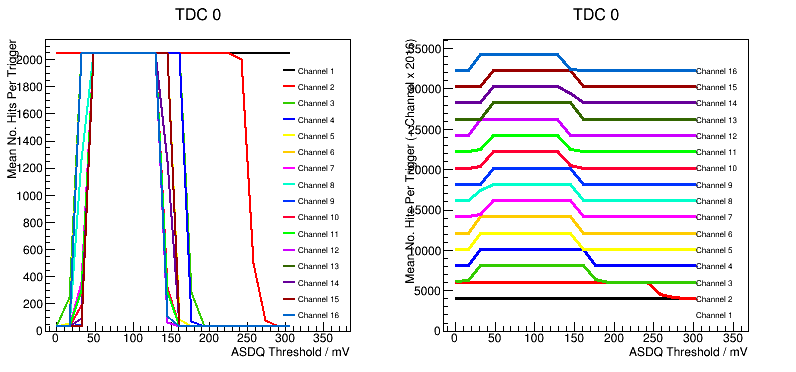 TDC 0
Mean No. Hits Per Trigger
2000
1800
1600
1400
1200
1000
800
600
400
200
0
0 50 100 150 200 250 300 350
ASDQ Threshold / mV
Channel 1
Channel 2
Channel 3
Channel 4
Channel 5
Channel 6
Channel 7
Channel 8
Channel 9
Channel 10
Channel 11
Channel 12
Channel 13
Channel 14
Channel 15
Channel 16
TDC 0
Mean No. Hits Per Trigger (+ Channel x 2016)
35000
30000
25000
20000
15000
10000
5000
0
0 50 100 150 200 250 300 350
ASDQ Threshold / mV
Channel 16
Channel 15
Channel 14
Channel 13
Channel 12
Channel 11
Channel 10
Channel 9
Channel 8
Channel 7
Channel 6
Channel 5
Channel 4
Channel 3
Channel 2
Channel 1